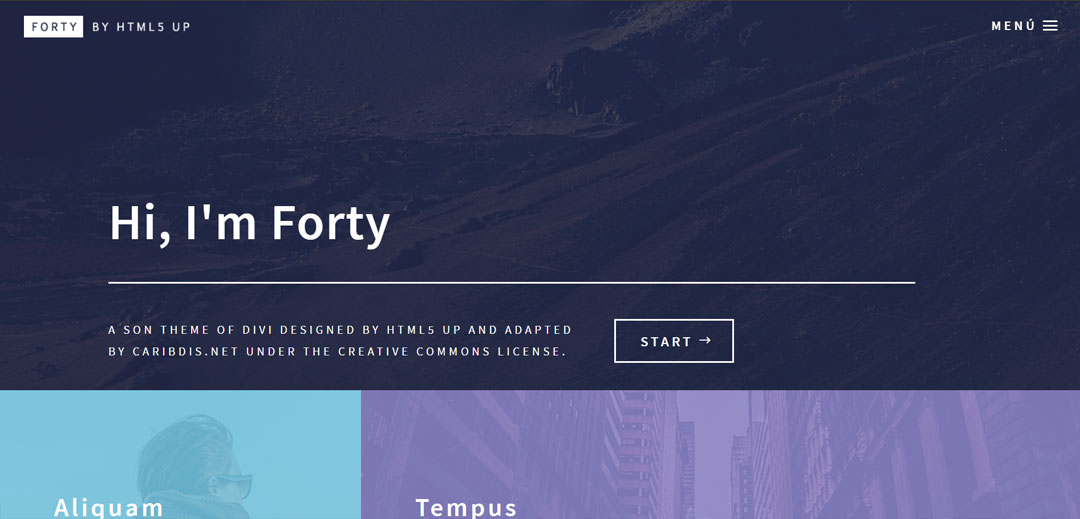 FORTY BY HTML5 UP
MENÚ
Hi, I'm Forty
A SON THEME OF DIVI DESIGNED BY HTML5 UP AND ADAPTED
BY CARIBDIS.NET UNDER THE CREATIVE COMMONS LICENSE.
START →
Aliquam
Tempus